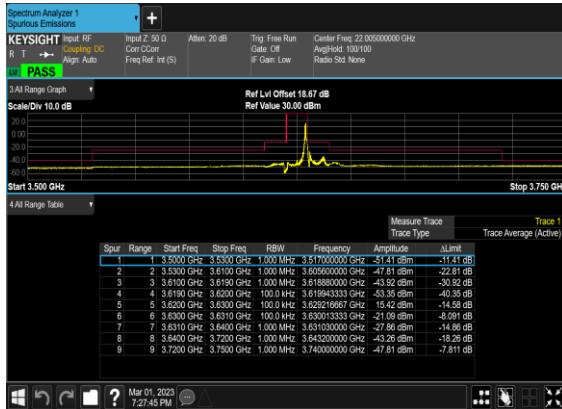 Spectrum Analyzer 1
Spurious Emissions
+
KEYSIGHT Input: RF Input Z: 50 Ω Atten: 20 dB Trig: Free Run Center Freq: 22.005000000 GHz
R T Coupling: DC Corr CCorr Gate: Off Avg|Hold: 100/100
Align: Auto Freq Ref: Int (S) IF Gain: Low Radio Std: None
LXI PASS
3 All Range Graph Ref Lvl Offset 18.67 dB
Scale/Div 10.0 dB Ref Value 30.00 dBm
20.0
0.00
-20.0
-40.0
Start 3.500 GHz Stop 3.750 GH
4 All Range Table
Measure Trace Trace 1
Trace Type Trace Average (Active)
Spur Range Start Freq Stop Freq RBW Frequency Amplitude ΔLimit
1 1 3.5000 GHz 3.5300 GHz 1.000 MHz 3.517000000 GHz -51.41 dBm -11.41 dB
2 2 3.5300 GHz 3.6100 GHz 1.000 MHz 3.605600000 GHz -47.81 dBm -22.81 dB
3 3 3.6100 GHz 3.6190 GHz 1.000 MHz 3.618880000 GHz -43.92 dBm -30.92 dB
4 4 3.6190 GHz 3.6200 GHz 100.0 kHz 3.619943333 GHz -53.35 dBm -40.35 dB
5 5 3.6200 GHz 3.6300 GHz 100.0 kHz 3.629216667 GHz 15.42 dBm -14.58 dB
6 6 3.6300 GHz 3.6310 GHz 100.0 kHz 3.630013333 GHz -21.09 dBm -8.091 dB
7 7 3.6310 GHz 3.6400 GHz 1.000 MHz 3.631030000 GHz -27.86 dBm -14.86 dB
8 8 3.6400 GHz 3.7200 GHz 1.000 MHz 3.643200000 GHz -43.26 dBm -18.26 dB
9 9 3.7200 GHz 3.7500 GHz 1.000 MHz 3.740000000 GHz -47.81 dBm -7.811 dB
? Mar 01, 2023
7:27:45 PM